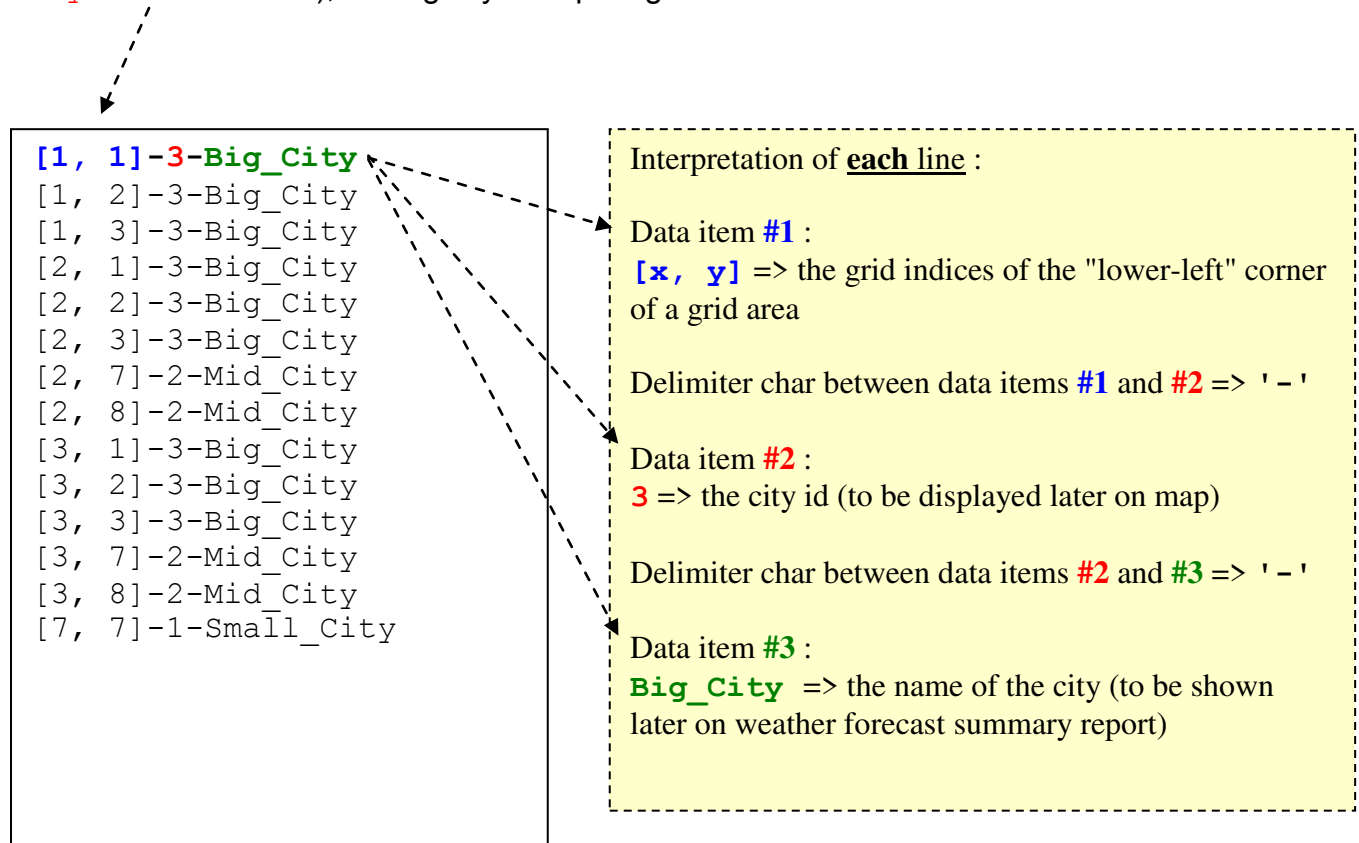 [1, 1]-3-Big_City
[1, 2]-3-Big_City
[1, 3]-3-Big_City
[2, 1]-3-Big_City
[2, 2]-3-Big_City
[2, 3]-3-Big_City
[2, 7]-2-Mid_City
[2, 8]-2-Mid_City
[3, 1]-3-Big_City
[3, 2]-3-Big_City
[3, 3]-3-Big_City
[3, 7]-2-Mid_City
[3, 8]-2-Mid_City
[7, 7]-1-Small_City
Interpretation of each line :
Data item #1 :
[x, y] => the grid indices of the "lower-left" corner
of a grid area
Delimiter char between data items #1 and #2 => '-'
Data item #2 :
3 => the city id (to be displayed later on map)
Delimiter char between data items #2 and #3 => '-'
Data item #3 :
Big_City => the name of the city (to be shown
later on weather forecast summary report)